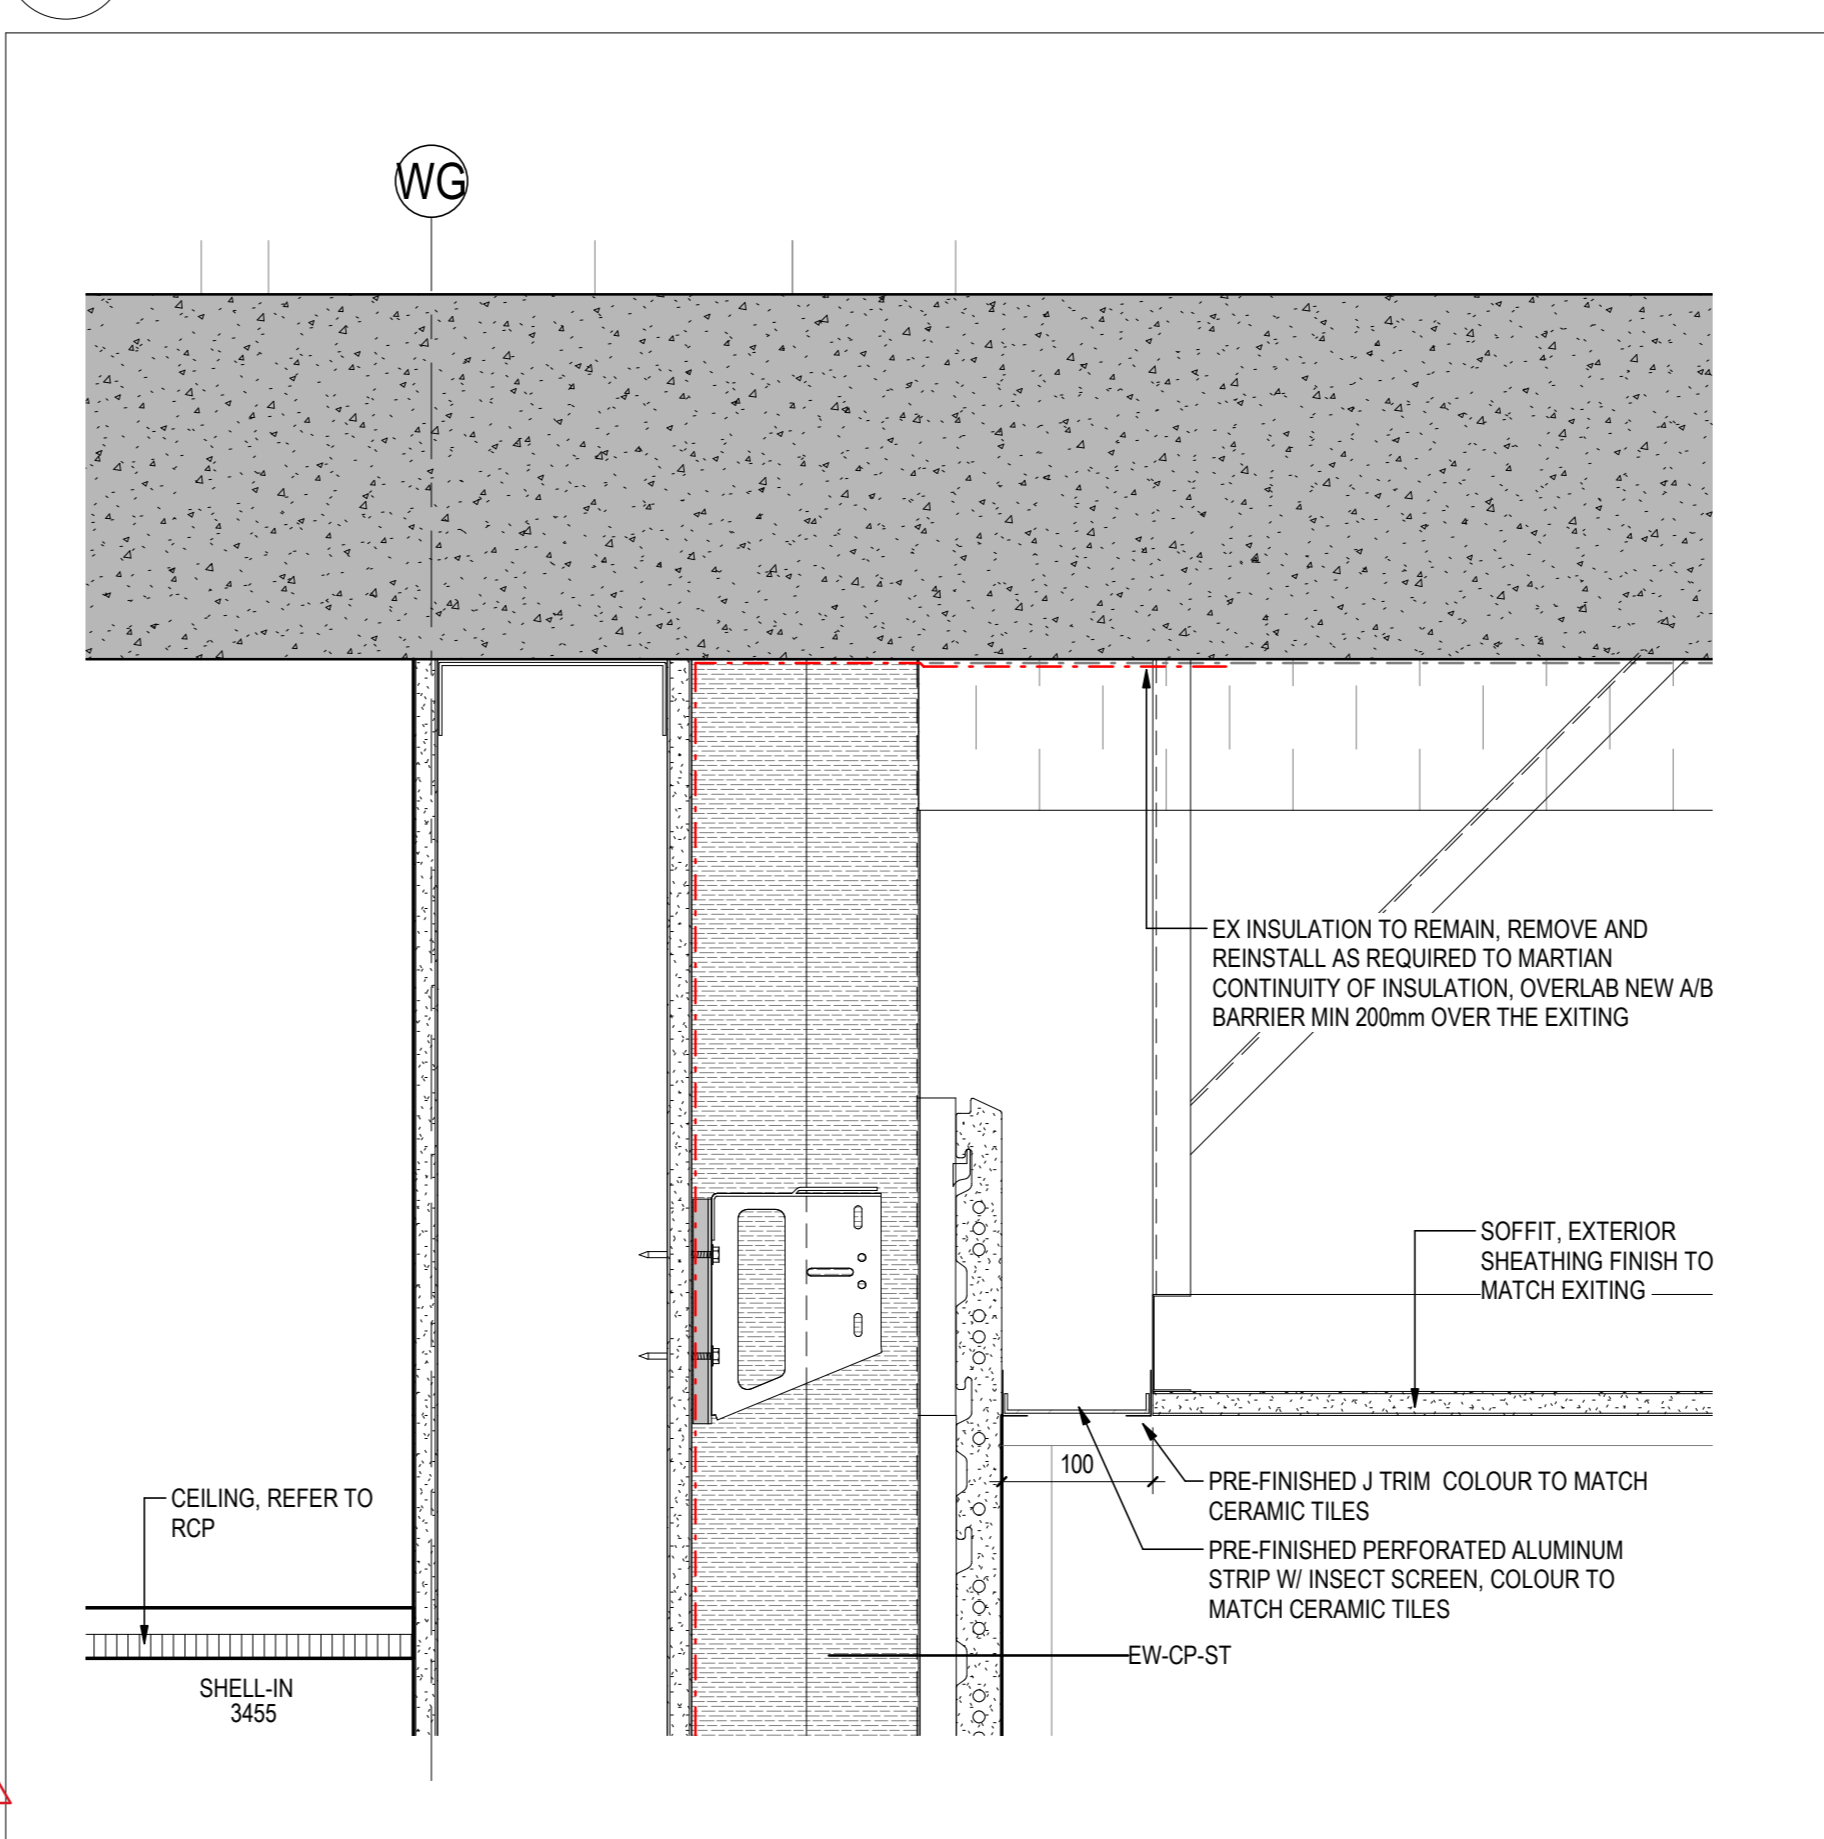 WG
EX INSULATION TO REMAIN, REMOVE AND
REINSTALL AS REQUIRED TO MARTIAN
CONTINUITY OF INSULATION, OVERLAB NEW A/B
BARRIER MIN 200mm OVER THE EXITING
SOFFIT, EXTERIOR
SHEATHING FINISH TO
MATCH EXITING
100
PRE-FINISHED J TRIM COLOUR TO MATCH
CERAMIC TILES
CEILING, REFER TO
RCP
PRE-FINISHED PERFORATED ALUMINUM
STRIP W/ INSECT SCREEN, COLOUR TO
MATCH CERAMIC TILES
EW-CP-ST
SHELL-IN
3455